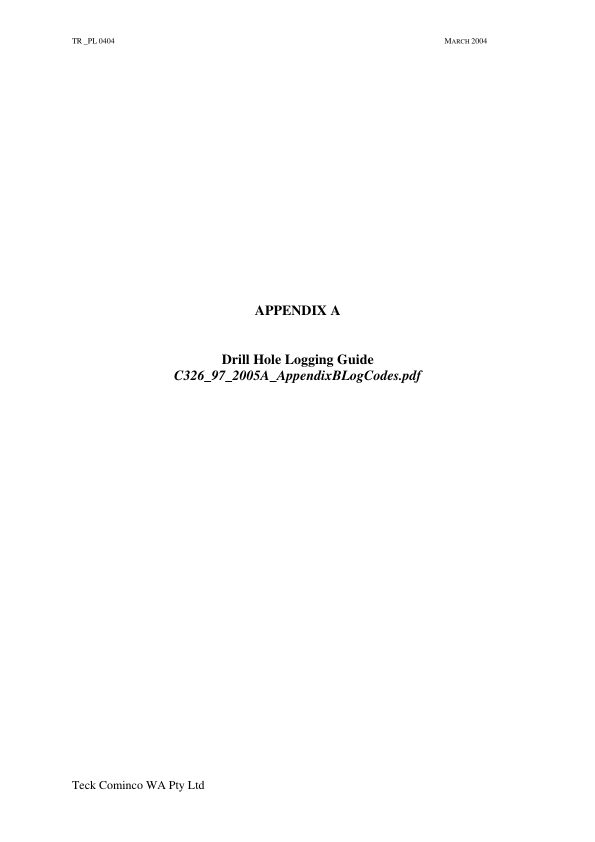 TR _PL 0404 MARCH 2004
APPENDIX A
Drill Hole Logging Guide
C326_97_2005A_AppendixBLogCodes.pdf
Teck Cominco WA Pty Ltd